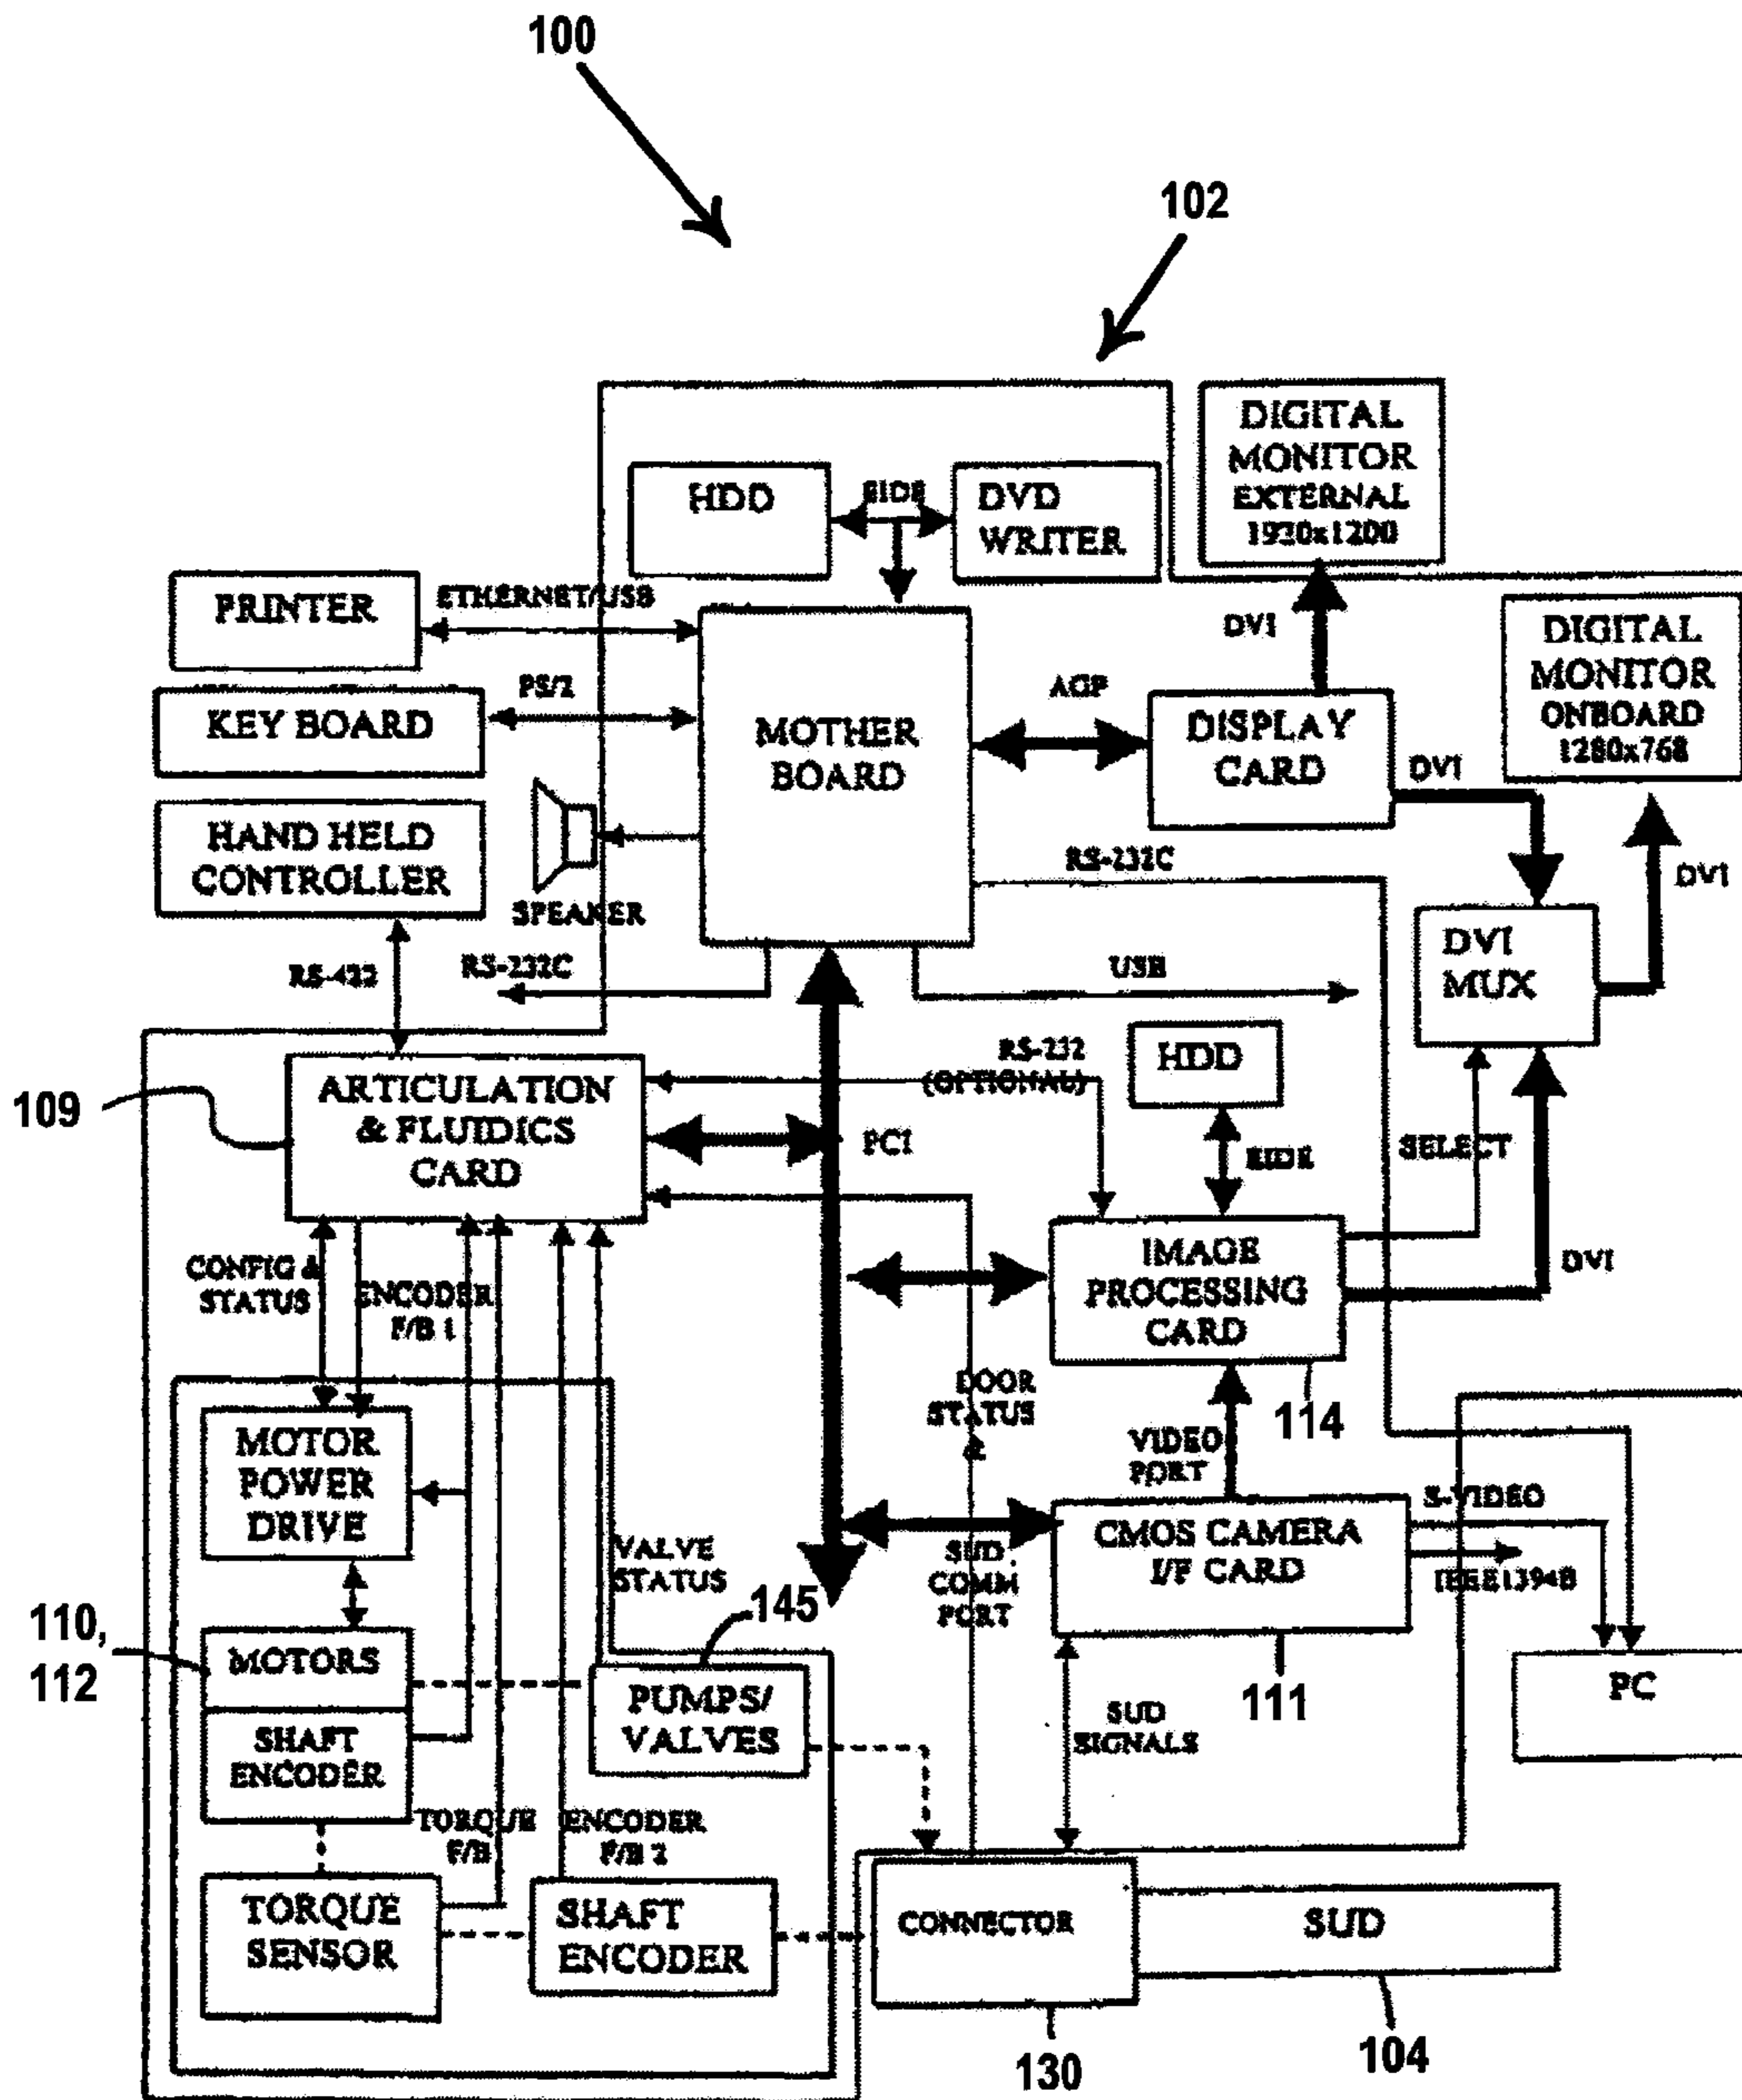 100
102
HDD
EIDE
DVD
WRITER
DIGITAL
MONITOR
EXTERNAL
1920x1200
PRINTER
ETHERNET/USB
DVI
DIGITAL
MONITOR
ONBOARD
1280x768
KEY BOARD
PS/2
MOTHER
BOARD
AGP
DISPLAY
CARD
DVI
HAND HELD
CONTROLLER
SPEAKER
RS-232C
DVI
DVI
MUX
RS-422
RS-232C
USB
109
ARTICULATION
& FLUIDICS
CARD
RS-232
(OPTIONAL)
HDD
PCI
EIDE
SELECT
CONFIG &
STATUS
ENCODER
F/B 1
IMAGE
PROCESSING
CARD
DVI
114
DOOR
STATUS
&
MOTOR
POWER
DRIVE
VIDEO
PORT
VALVE
STATUS
SUD
COMM
PORT
CMOS CAMERA
I/F CARD
S-VIDEO
IEEE1394B
110,
112
MOTORS
145
PUMPS/
VALVES
SUD
SIGNALS
111
PC
SHAFT
ENCODER
TORQUE
F/B
ENCODER
F/B 2
TORQUE
SENSOR
SHAFT
ENCODER
CONNECTOR
SUD
130
104